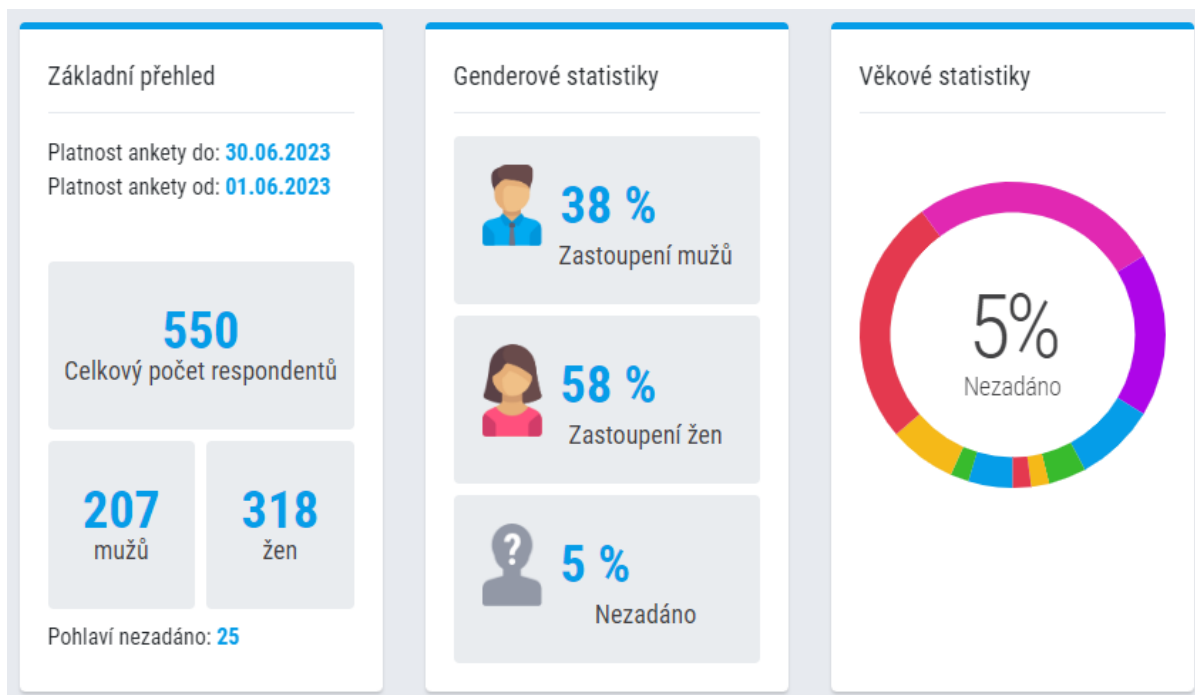 Základní přehled
Platnost ankety do: 30.06.2023
Platnost ankety od: 01.06.2023
550
Celkový počet respondentů
207
mužů
318
žen
Pohlaví nezadáno: 25
Genderové statistiky
38 %
Zastoupení mužů
58 %
Zastoupení žen
?
5 %
Nezadáno
Věkové statistiky
5%
Nezadáno